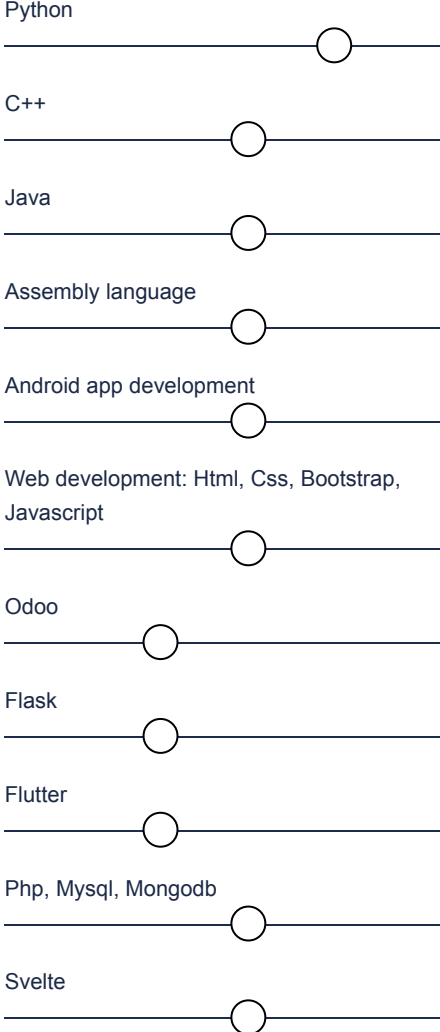 Python
C++
Java
Assembly language
Android app development
Web development: Html, Css, Bootstrap,
Javascript
Odoo
Flask
Flutter
Php, Mysql, Mongodb
Svelte